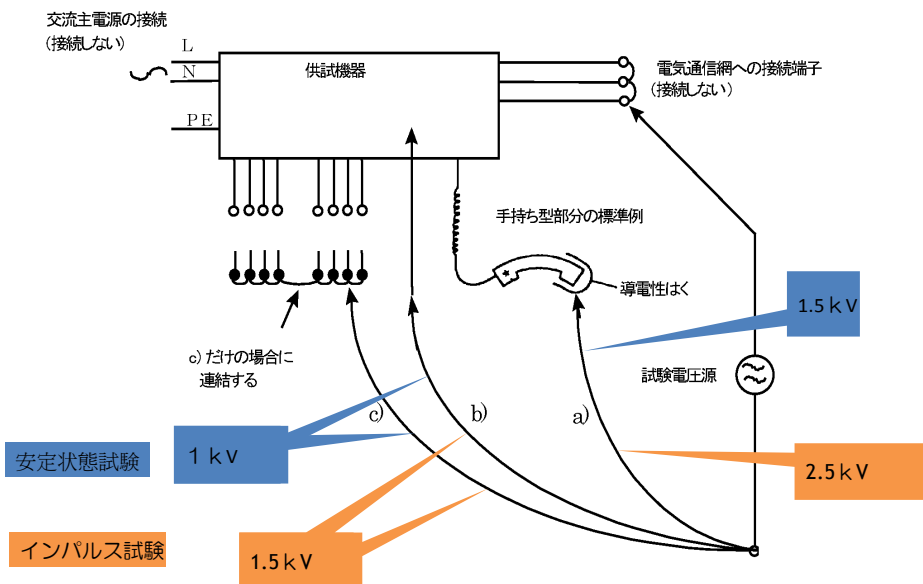 交流主電源の接続
(接続しない)
L
N
PE
供試機器
電気通信網への接続端子
(接続しない)
手持ち型部分の標準例
導電性はく
1.5kV
c)だけの場合に
連結する
試験電圧源
c)
b)
a)
安定状態試験
1kv
2.5kV
インパルス試験
1.5kV